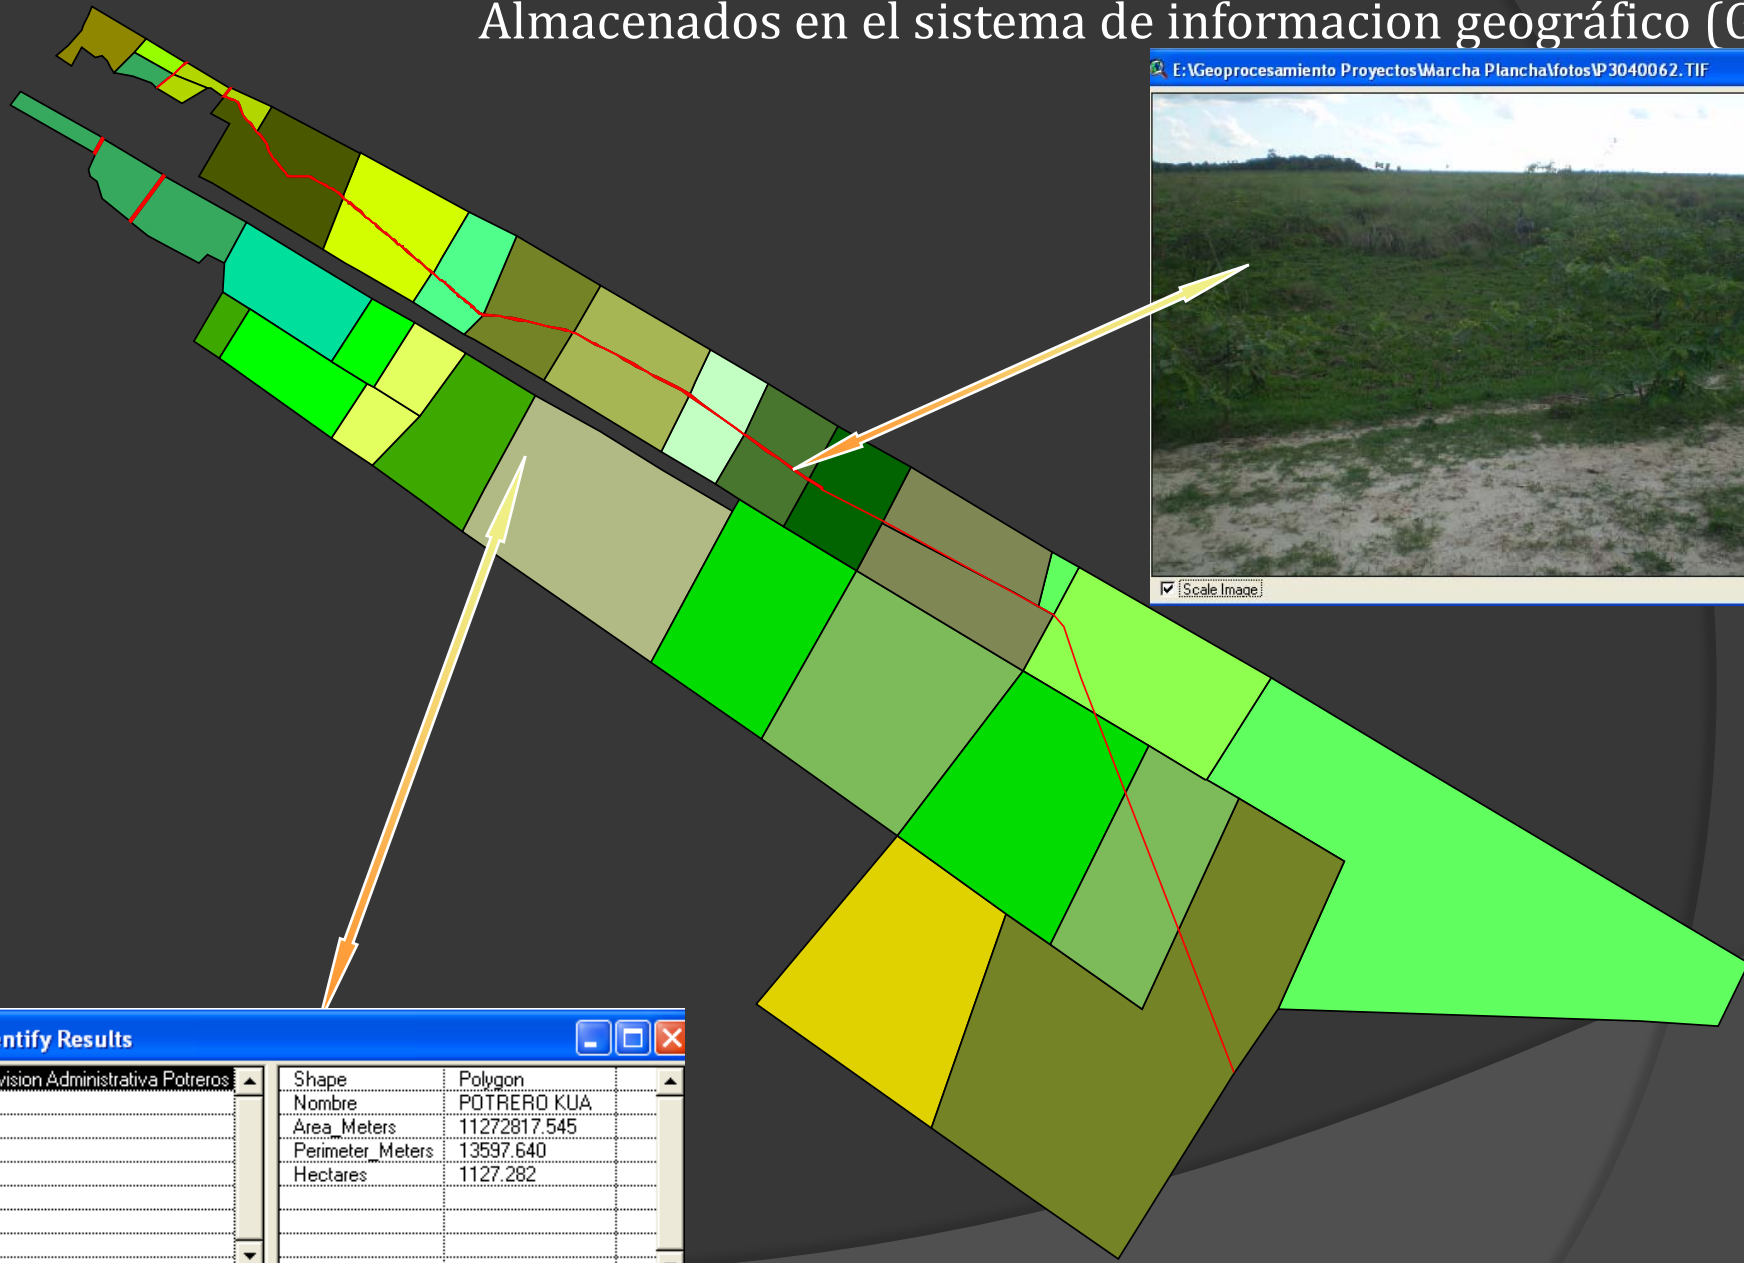 Almacenados en el sistema de informacion geográfico (G
E:\Geoprocesamiento Proyectos\Marcha Plancha\fotos\P3040062.TIF
Scale Image
ntify Results
vision Administrativa Potreros
Shape Polygon
Nombre POTRERO KUA
Area_Meters 11272817.545
Perimeter_Meters 13597.640
Hectares 1127.282